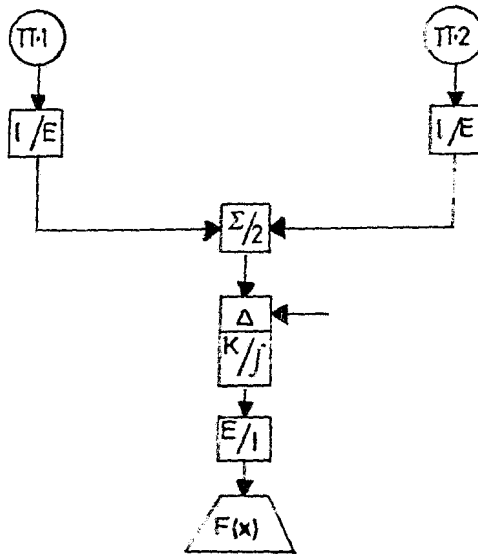 TT·1
TT·2
I/E
I/E
Σ/2
Δ
K/j
E/I
F(x)